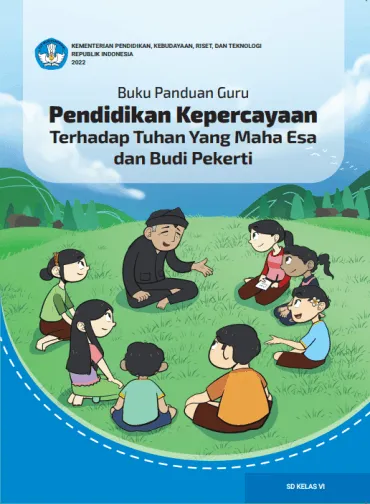 KEMENTERIAN PENDIDIKAN, KEBUDAYAAN, RISET, DAN TEKNOLOGI
REPUBLIK INDONESIA
2022
Buku Panduan Guru
Pendidikan Kepercayaan
Terhadap Tuhan Yang Maha Esa
dan Budi Pekerti
SD KELAS VI